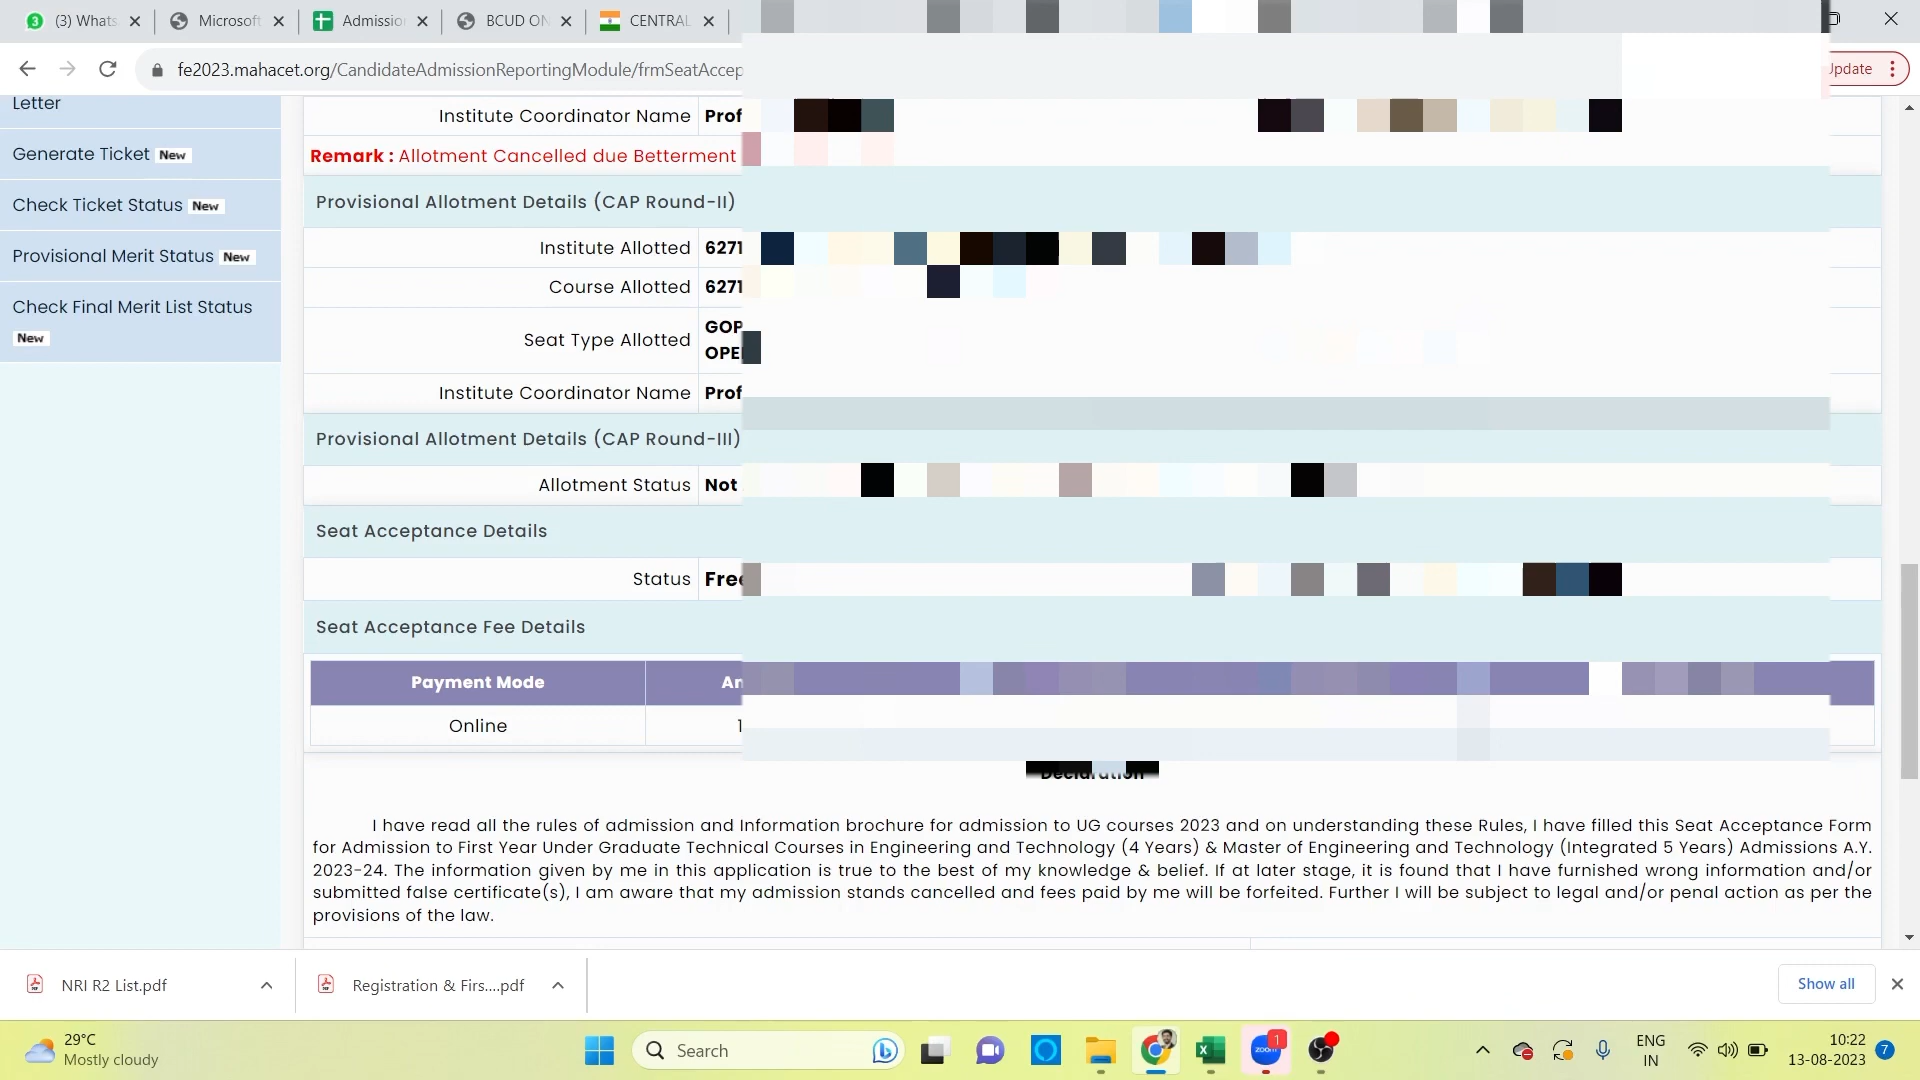 (3) Whats
Microsoft
Admission
BCUD ON
CENTRAL
fe2023.mahacet.org/CandidateAdmissionReportingModule/frmSeatAccep
Update
Letter
Generate Ticket New
Check Ticket Status New
Provisional Merit Status New
Check Final Merit List Status
New
Institute Coordinator Name Prof
Remark : Allotment Cancelled due Betterment
Provisional Allotment Details (CAP Round-II)
Institute Allotted 6271
Course Allotted 6271
Seat Type Allotted
GOP
OPE
Institute Coordinator Name Prof
Provisional Allotment Details (CAP Round-III)
Allotment Status Not
Seat Acceptance Details
Status Free
Seat Acceptance Fee Details
Payment Mode
Online
Declaration
I have read all the rules of admission and Information brochure for admission to UG courses 2023 and on understanding these Rules, I have filled this Seat Acceptance Form
for Admission to First Year Under Graduate Technical Courses in Engineering and Technology (4 Years) & Master of Engineering and Technology (Integrated 5 Years) Admissions A.Y.
2023-24. The information given by me in this application is true to the best of my knowledge & belief. If at later stage, it is found that I have furnished wrong information and/or
submitted false certificate(s), I am aware that my admission stands cancelled and fees paid by me will be forfeited. Further I will be subject to legal and/or penal action as per the
provisions of the law.
NRI R2 List.pdf
Registration & Firs....pdf
Show all
29°C
Mostly cloudy
Search
zoom
1
ENG
IN
10:22
13-08-2023
7